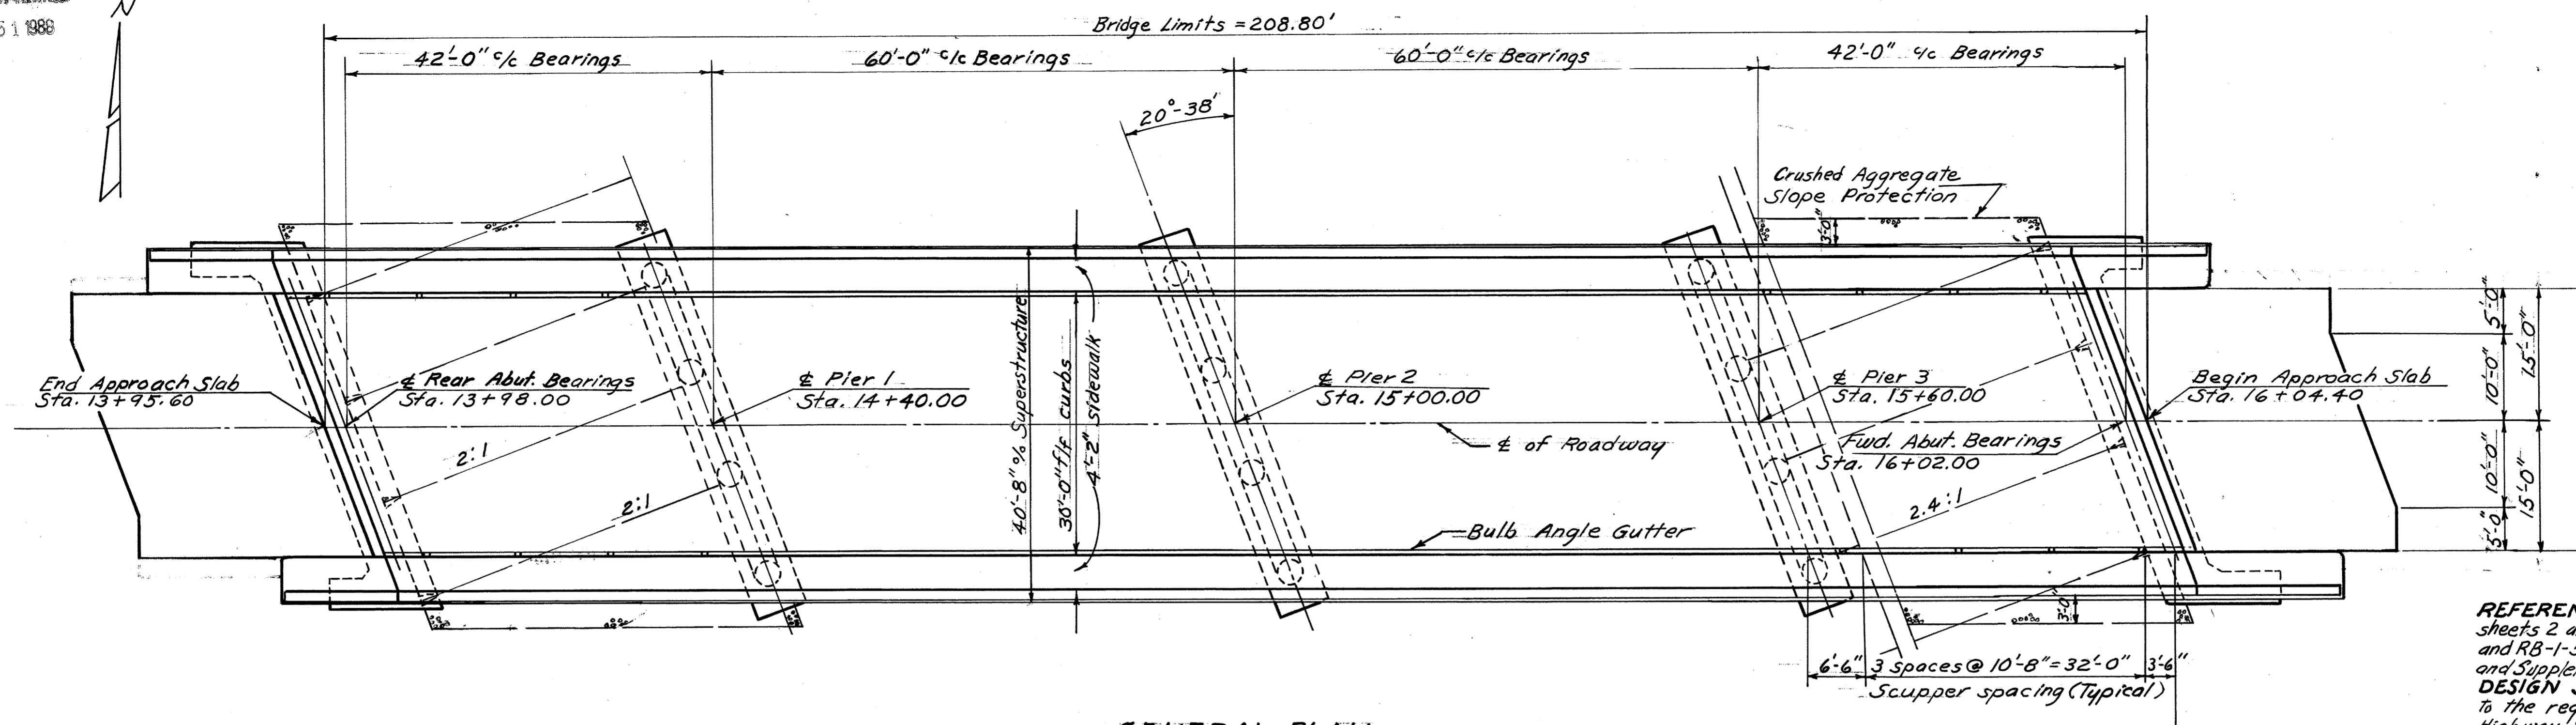 N
1 1988
Bridge Limits = 208.80'
42'-0" c/c Bearings
60'-0" c/c Bearings
60'-0" c/c Bearings
42'-0" c/c Bearings
20°-38'
Crushed Aggregate
Slope Protection
3'-0"
End Approach Slab
Sta. 13+95.60
℄ Rear Abut. Bearings
Sta. 13+98.00
℄ Pier 1
Sta. 14+40.00
℄ Pier 2
Sta. 15+00.00
℄ Pier 3
Sta. 15+60.00
Begin Approach Slab
Sta. 16+04.40
40'-8" o/o Superstructure
30'-0" f/f curbs
4'-2" sidewalk
℄ of Roadway
Fwd. Abut. Bearings
Sta. 16+02.00
2:1
2:1
2.4:1
Bulb Angle Gutter
5'-0"
10'-0"
15'-0"
10'-0"
15'-0"
5'-0"
3'-0"
6'-6" 3 spaces @ 10'-8" = 32'-0" 3'-6"
Scupper spacing (Typical)
REFEREN
sheets 2 a
and RB-1-5
and Supple
DESIGN S
to the req
GENERAL PLAN